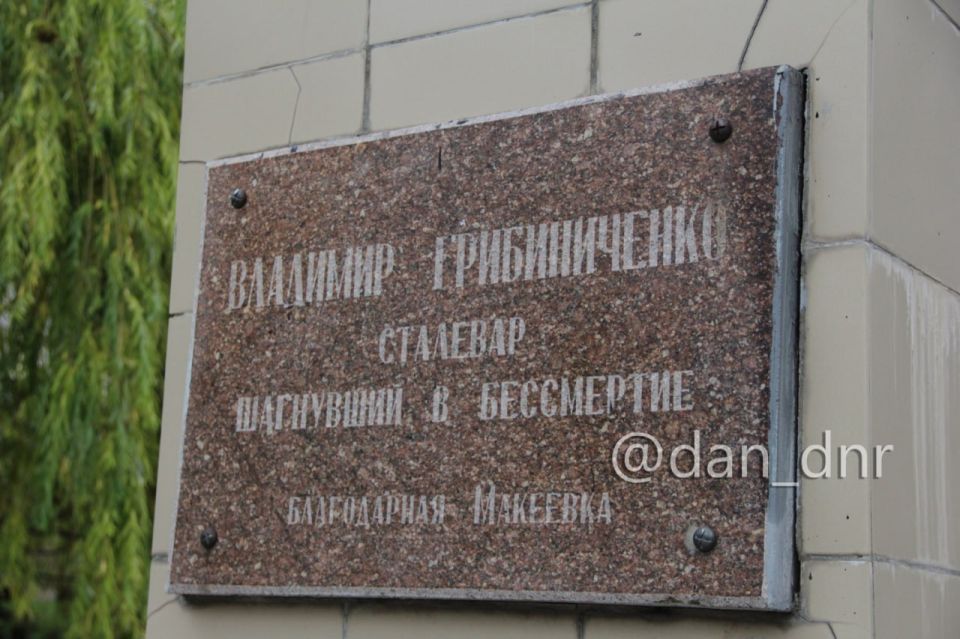 ВЛАДИМИР ГРИБИНИЧЕНКО
СТАЛЕВАР
ШАГНУВШИЙ В БЕССМЕРТИЕ
@dan_dnr
БЛАГОДАРНАЯ МАКЕЕВКА